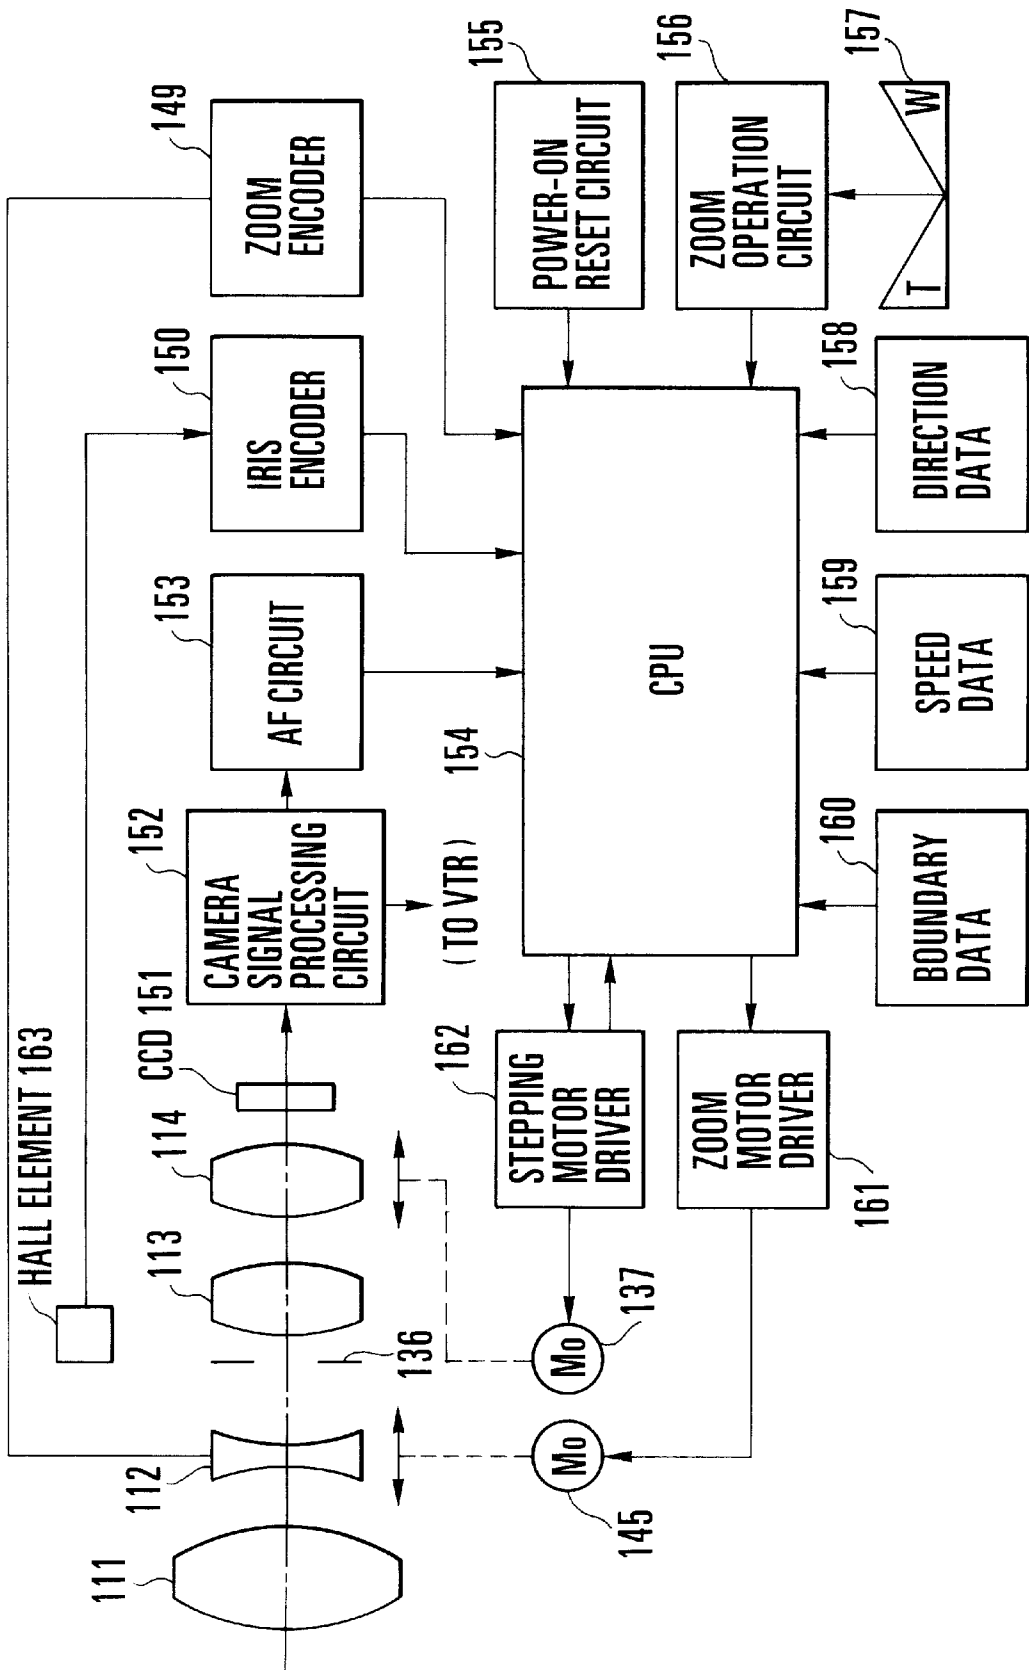 HALL ELEMENT 163
111
112
136
113
114
CCD 151
152
CAMERA
SIGNAL
PROCESSING
CIRCUIT
(TO VTR)
153
AF CIRCUIT
150
IRIS
ENCODER
149
ZOOM
ENCODER
145
Mo
137
Mo
162
STEPPING
MOTOR
DRIVER
161
ZOOM
MOTOR
DRIVER
154
CPU
155
POWER-ON
RESET CIRCUIT
156
ZOOM
OPERATION
CIRCUIT
157
T
W
160
BOUNDARY
DATA
159
SPEED
DATA
158
DIRECTION
DATA